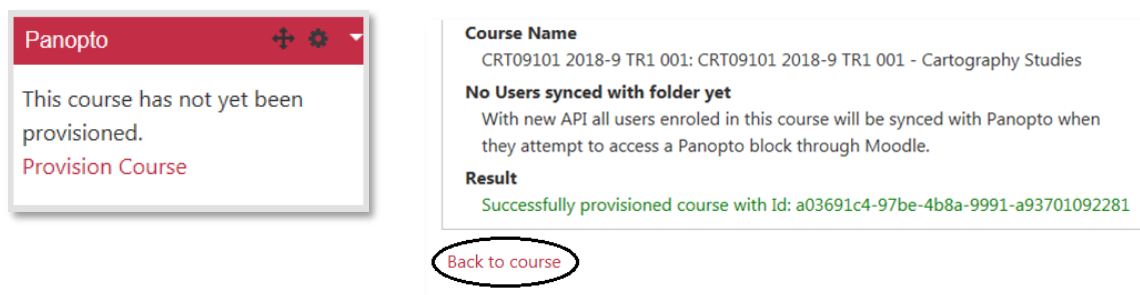 Panopto
This course has not yet been
provisioned.
Provision Course
Course Name
CRT09101 2018-9 TR1 001: CRT09101 2018-9 TR1 001 - Cartography Studies
No Users synced with folder yet
With new API all users enroled in this course will be synced with Panopto when
they attempt to access a Panopto block through Moodle.
Result
Successfully provisioned course with Id: a03691c4-97be-4b8a-9991-a93701092281
Back to course